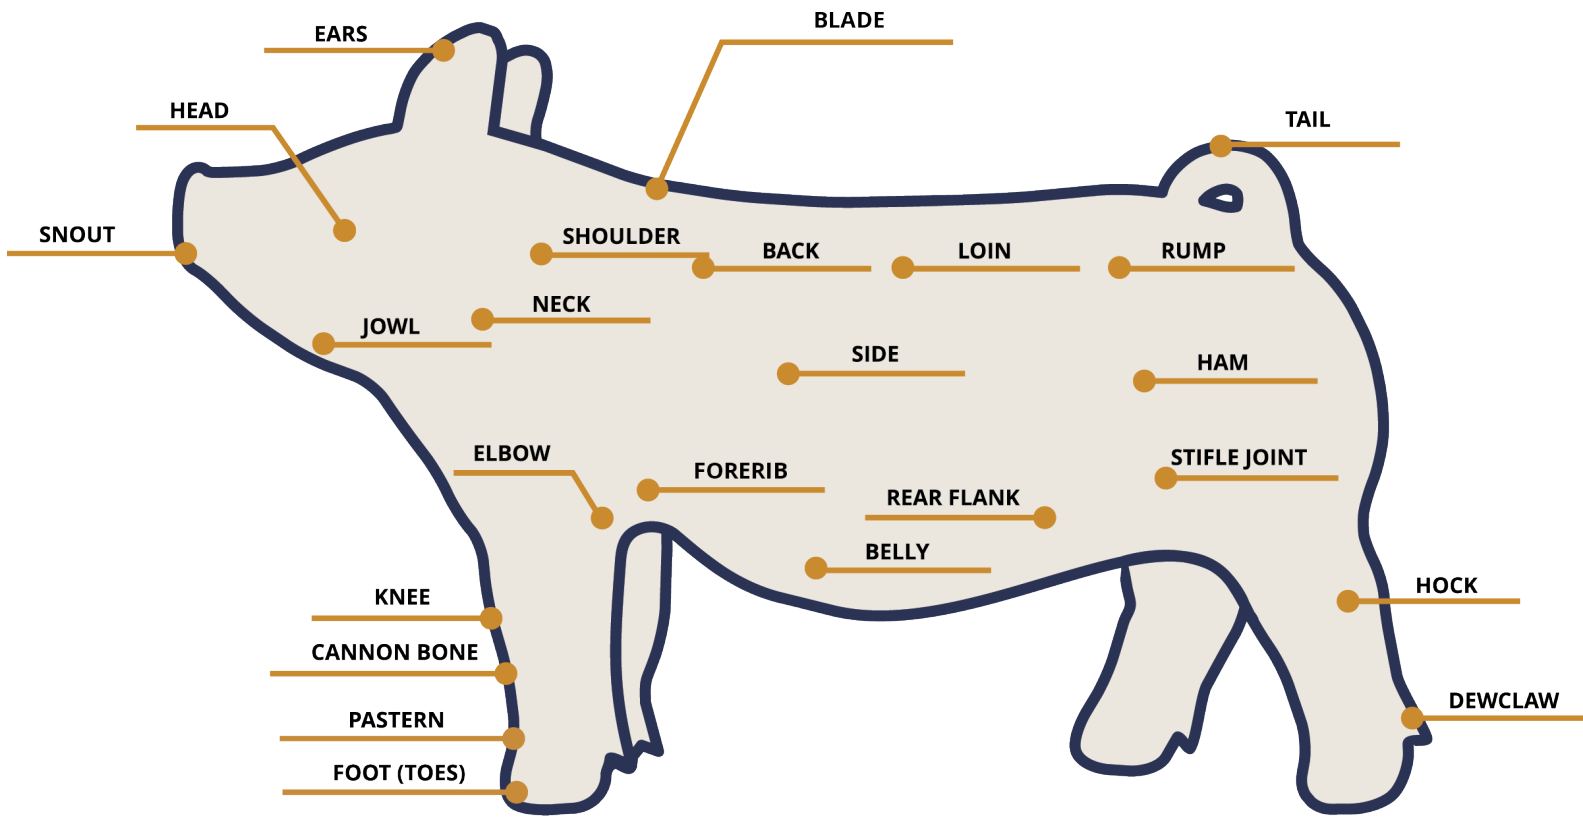 BLADE
EARS
HEAD
TAIL
SNOUT
SHOULDER
BACK
LOIN
RUMP
NECK
JOWL
SIDE
HAM
ELBOW
FORERIB
STIFLE JOINT
REAR FLANK
BELLY
HOCK
KNEE
CANNON BONE
DEWCLAW
PASTERN
FOOT (TOES)